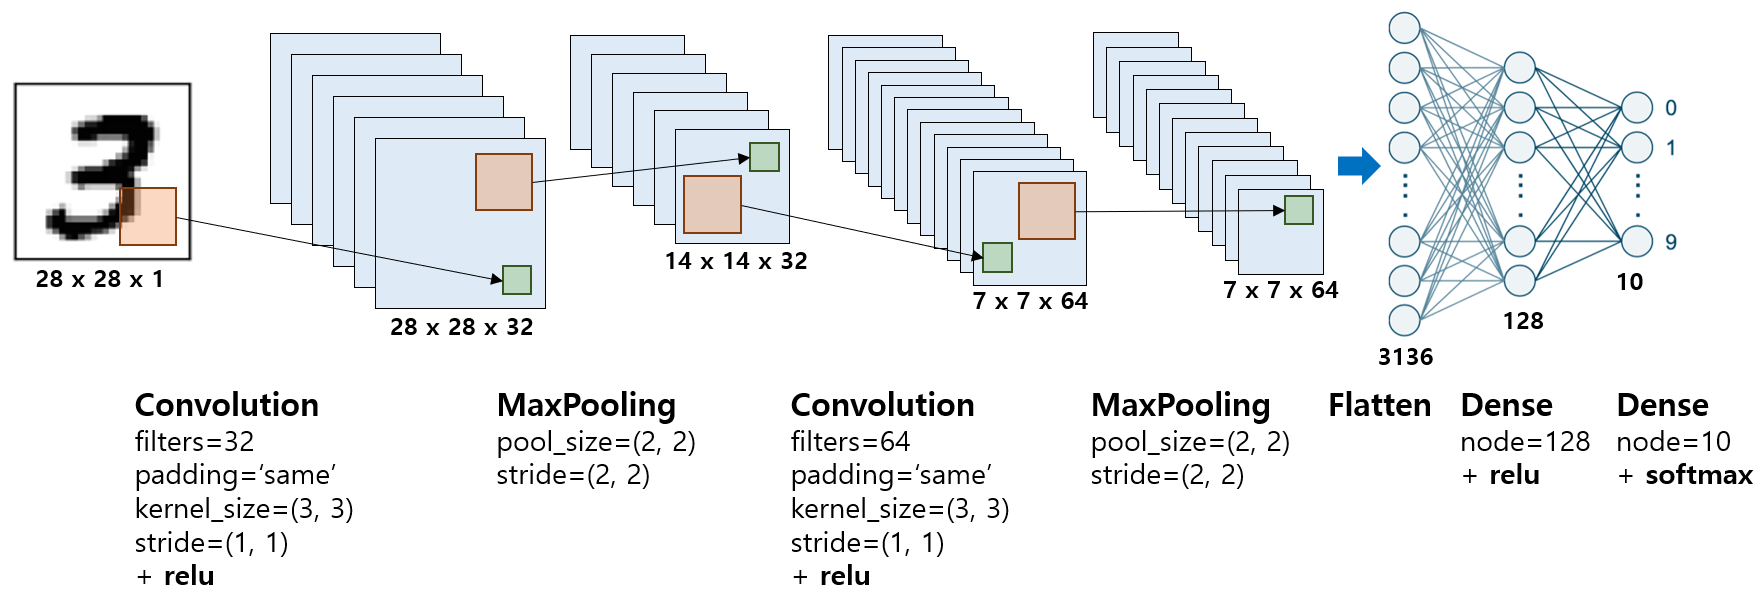 28 x 28 x 1
28 x 28 x 32
14 x 14 x 32
7 x 7 x 64
7 x 7 x 64
3136
128
10
0
1
9
Convolution
filters=32
padding=‘same’
kernel_size=(3, 3)
stride=(1, 1)
+ relu
MaxPooling
pool_size=(2, 2)
stride=(2, 2)
Convolution
filters=64
padding=‘same’
kernel_size=(3, 3)
stride=(1, 1)
+ relu
MaxPooling
pool_size=(2, 2)
stride=(2, 2)
Flatten
Dense
node=128
+ relu
Dense
node=10
+ softmax
3